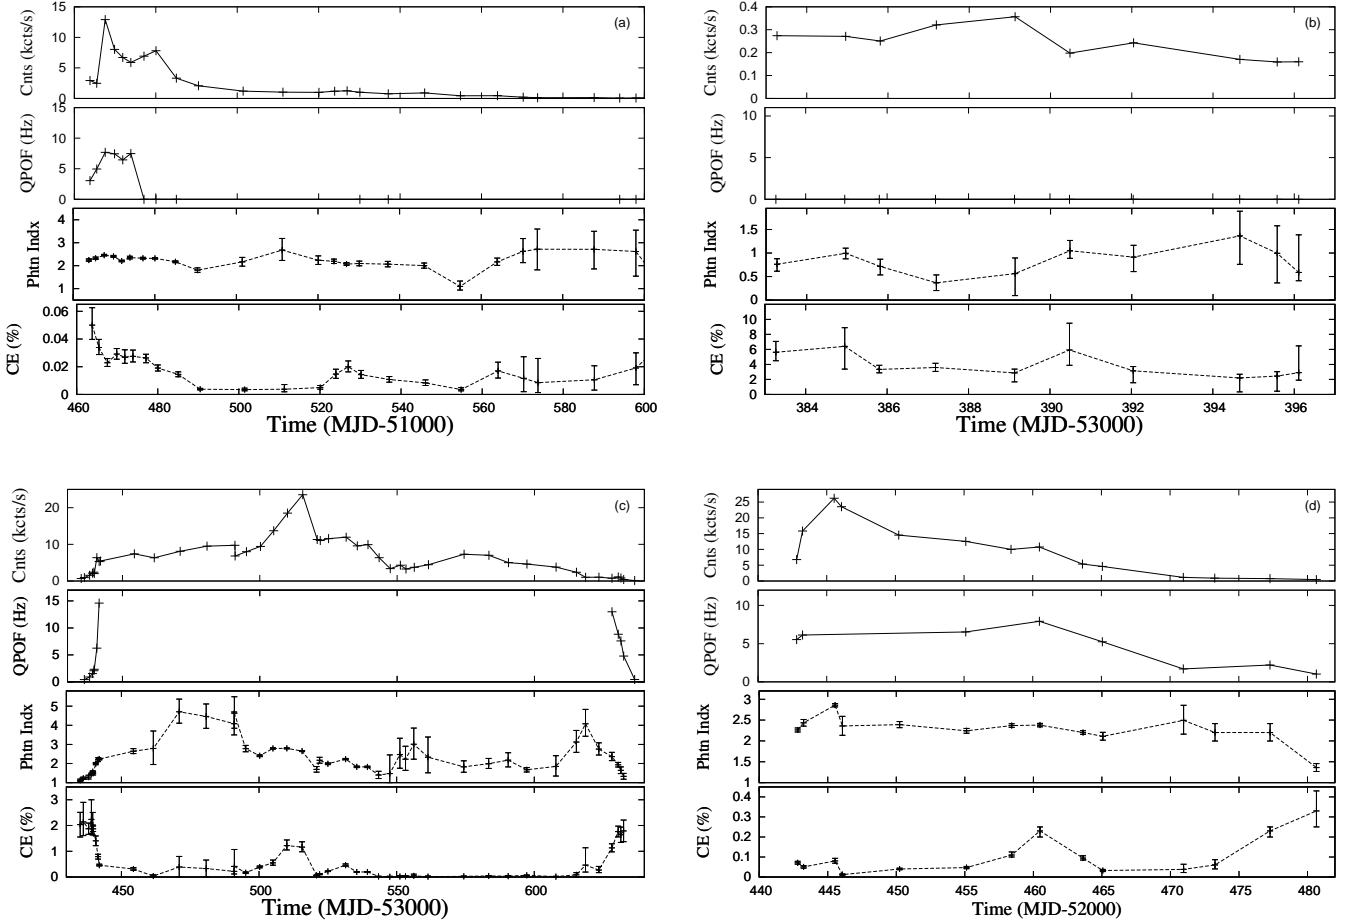 15
10
5
0
Cnts (kcts/s)
(a)
15
10
5
0
QPOF (Hz)
4
3
2
1
Phtn Indx
0.06
0.04
0.02
0
CE (%)
460 480 500 520 540 560 580 600
Time (MJD-51000)
0.4
0.3
0.2
0.1
0
Cnts (kcts/s)
(b)
10
5
0
QPOF (Hz)
1.5
1
0.5
0
Phtn Indx
10
8
6
4
2
0
CE (%)
384 386 388 390 392 394 396
Time (MJD-53000)
20
10
0
Cnts (kcts/s)
(c)
15
10
5
0
QPOF (Hz)
5
4
3
2
1
Phtn Indx
3
2
1
0
CE (%)
450 500 550 600
Time (MJD-53000)
25
20
15
10
5
0
Cnts (kcts/s)
(d)
10
5
0
QPOF (Hz)
3
2.5
2
1.5
1
Phtn Indx
0.4
0.3
0.2
0.1
0
CE (%)
440 445 450 455 460 465 470 475 480
Time (MJD-52000)